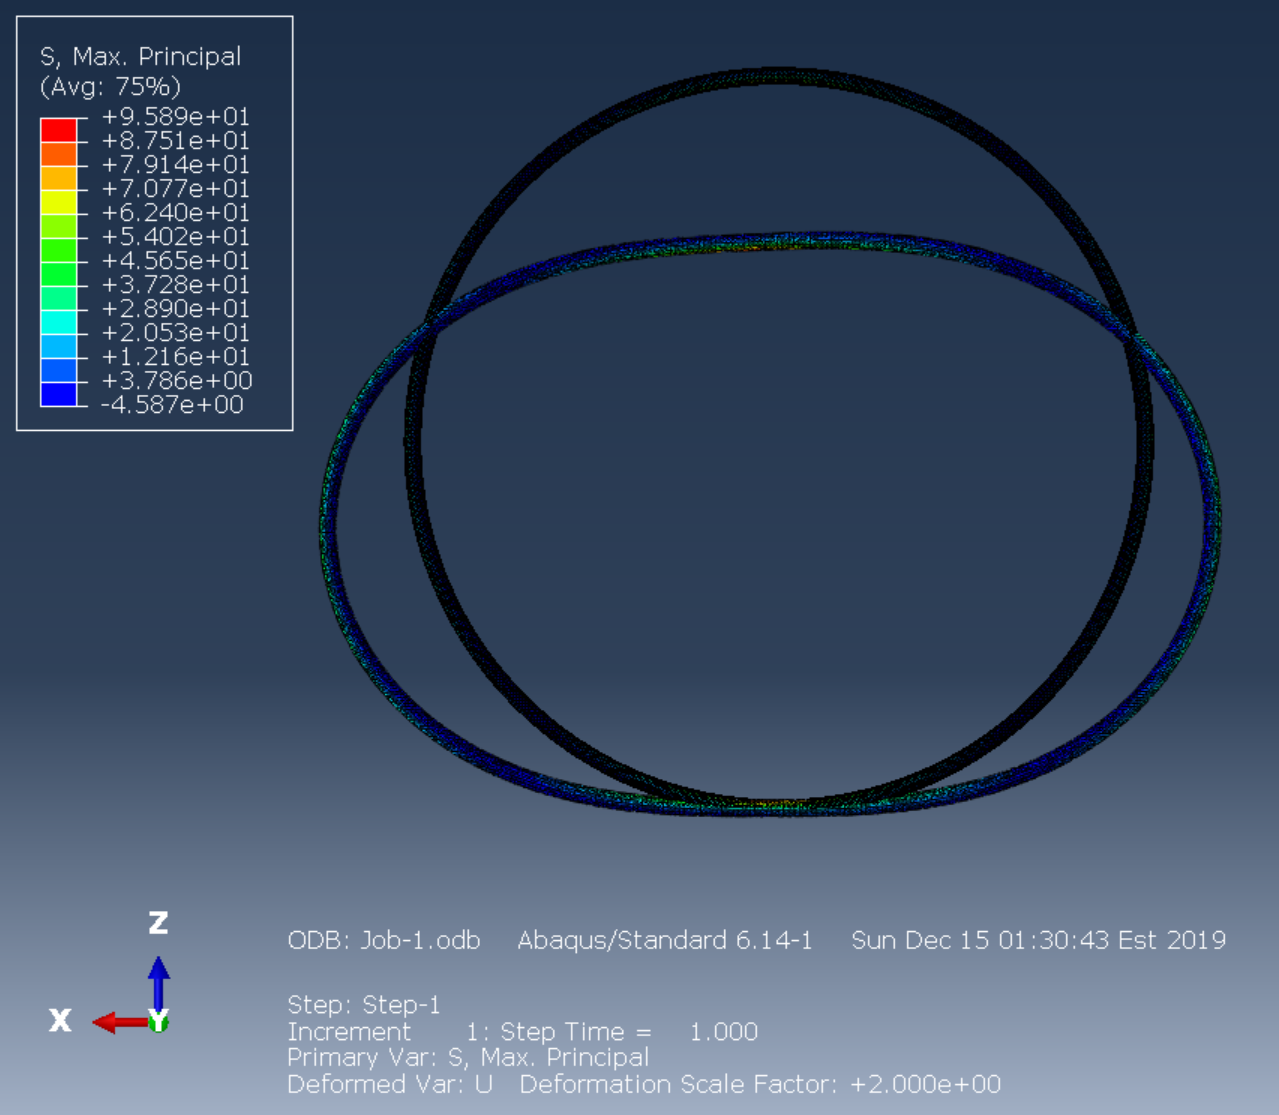 S, Max. Principal
(Avg: 75%)
+9.589e+01
+8.751e+01
+7.914e+01
+7.077e+01
+6.240e+01
+5.402e+01
+4.565e+01
+3.728e+01
+2.890e+01
+2.053e+01
+1.216e+01
+3.786e+00
-4.587e+00
Z
X
Y
ODB: Job-1.odb Abaqus/Standard 6.14-1 Sun Dec 15 01:30:43 Est 2019
Step: Step-1
Increment 1: Step Time = 1.000
Primary Var: S, Max. Principal
Deformed Var: U Deformation Scale Factor: +2.000e+00